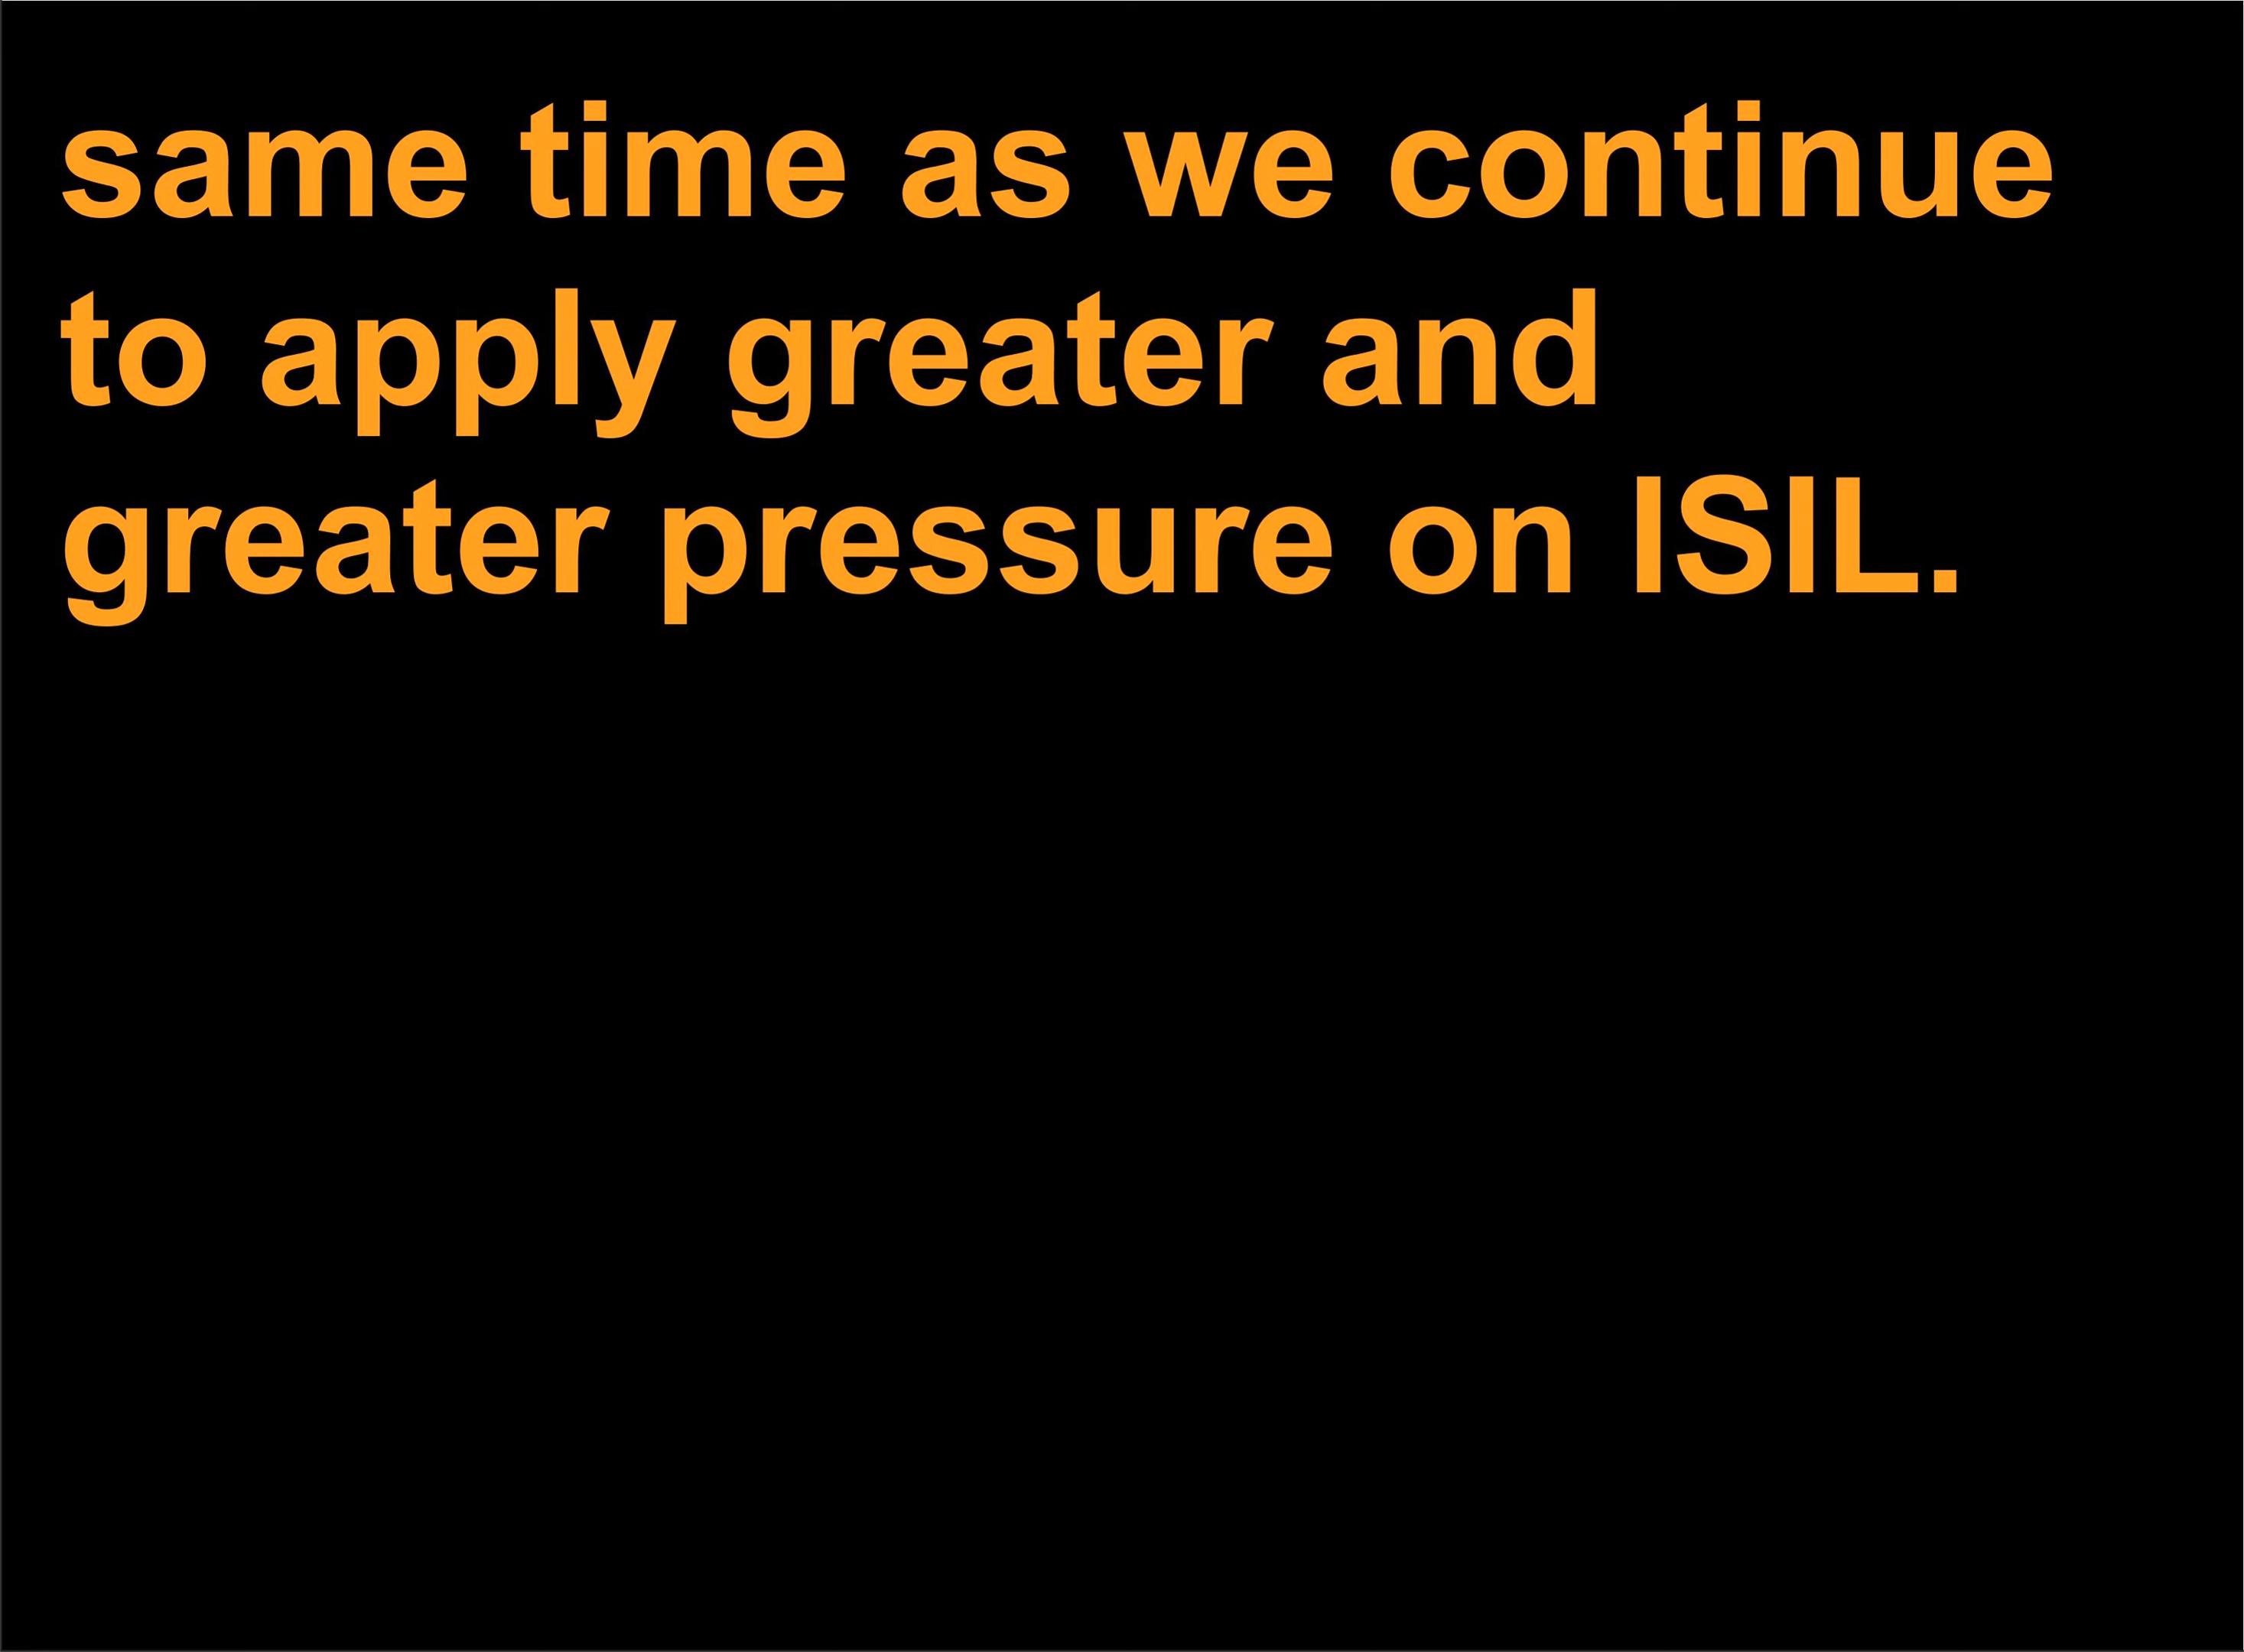 same time as we continue
to apply greater and
greater pressure on ISIL.